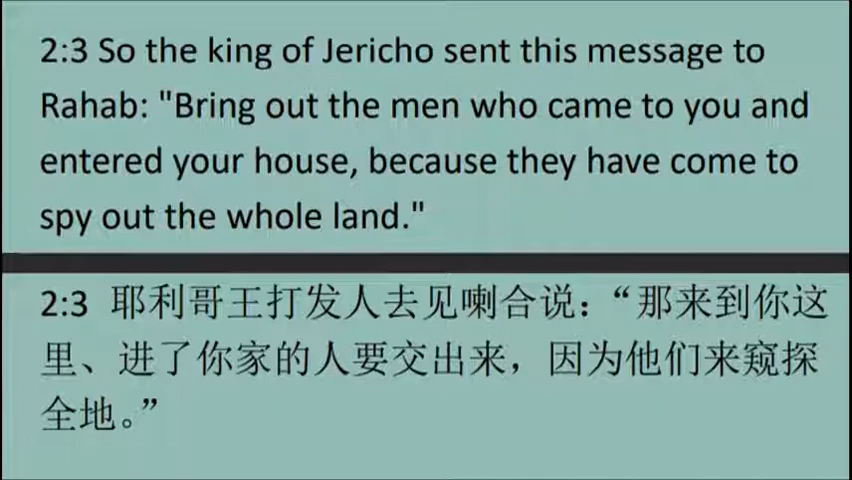 2:3 So the king of Jericho sent this message to
Rahab: "Bring out the men who came to you and
entered your house, because they have come to
spy out the whole land."
2:3 耶利哥王打发人去见喇合说：“那来到你这
里、进了你家的人要交出来，因为他们来窥探
全地。”